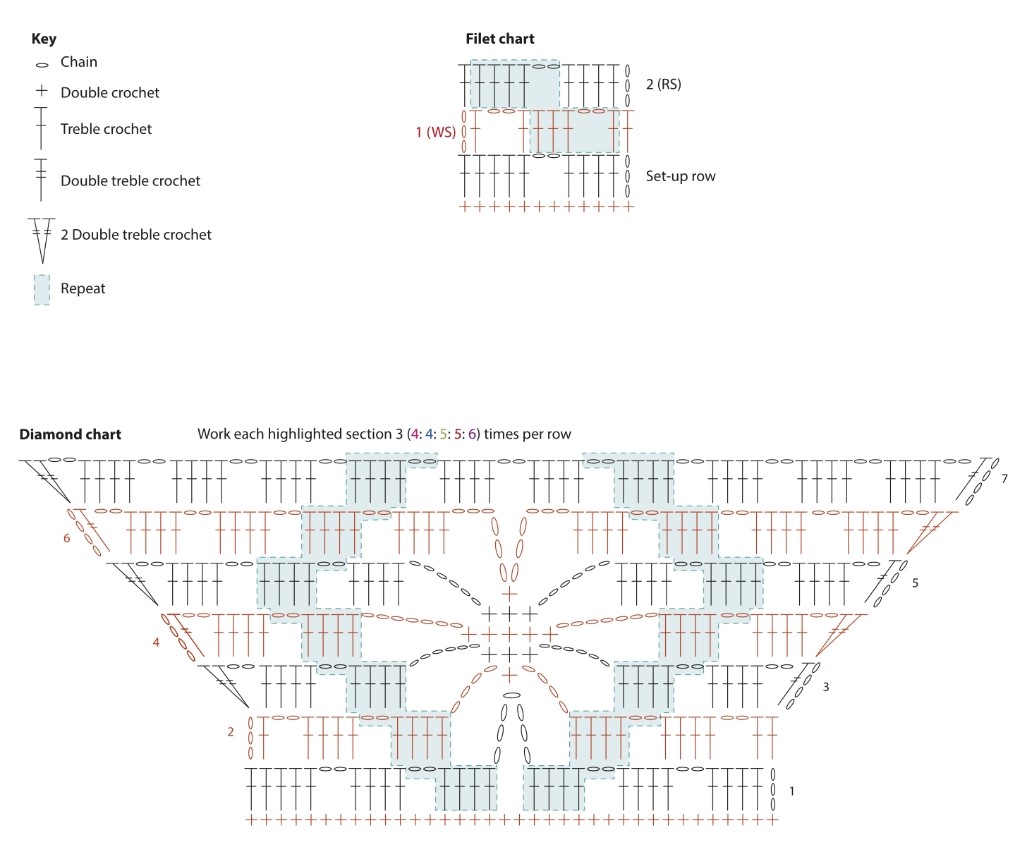 Key
Chain
Double crochet
Treble crochet
Double treble crochet
2 Double treble crochet
Repeat
Filet chart
2 (RS)
1 (WS)
Set-up row
Diamond chart
Work each highlighted section 3 (4: 4: 5: 5: 6) times per row
7
6
5
4
3
2
1